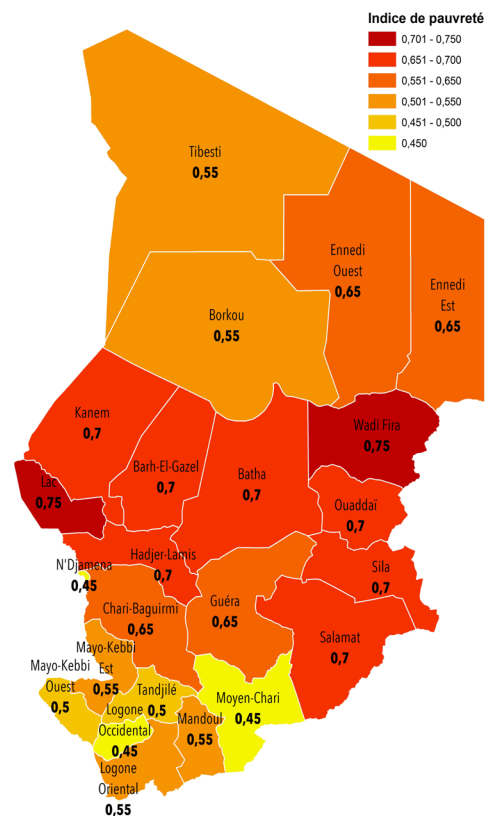 Indice de pauvreté
0,701 - 0,750
0,651 - 0,700
0,551 - 0,650
0,501 - 0,550
0,451 - 0,500
0,450
Tibesti
0,55
Ennedi
Ouest
0,65
Ennedi
Est
0,65
Borkou
0,55
Kanem
0,7
Wadi Fira
0,75
Barh-El-Gazel
0,7
Batha
0,7
Lac
0,75
Ouaddaï
0,7
N'Djamena
0,45
Hadjer-Lamis
0,7
Sila
0,7
Chari-Baguirmi
0,65
Guéra
0,65
Salamat
0,7
Mayo-Kebbi
Est
0,55
Mayo-Kebbi
Ouest
0,5
Tandjilé
0,5
Moyen-Chari
0,45
Logone
Occidental
0,45
Mandoul
0,55
Logone
Oriental
0,55